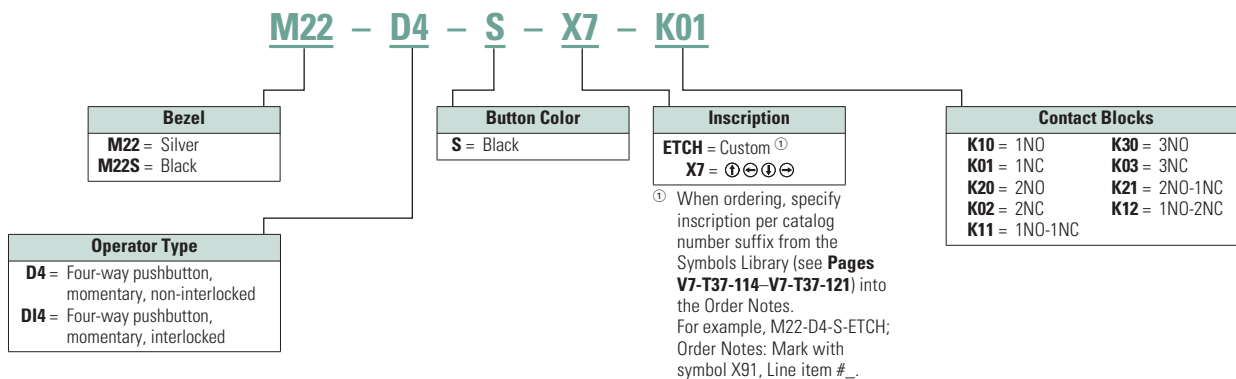 M22 – D4 – S – X7 – K01
Bezel
M22 = Silver
M22S = Black
Operator Type
D4 = Four-way pushbutton,
momentary, non-interlocked
DI4 = Four-way pushbutton,
momentary, interlocked
Button Color
S = Black
Inscription
ETCH = Custom ①
X7 = ⬆⬅⬇➡
① When ordering, specify
inscription per catalog
number suffix from the
Symbols Library (see Pages
V7-T37-114–V7-T37-121) into
the Order Notes.
For example, M22-D4-S-ETCH;
Order Notes: Mark with
symbol X91, Line item #_.
Contact Blocks
K10 = 1NO
K01 = 1NC
K20 = 2NO
K02 = 2NC
K11 = 1NO-1NC
K30 = 3NO
K03 = 3NC
K21 = 2NO-1NC
K12 = 1NO-2NC